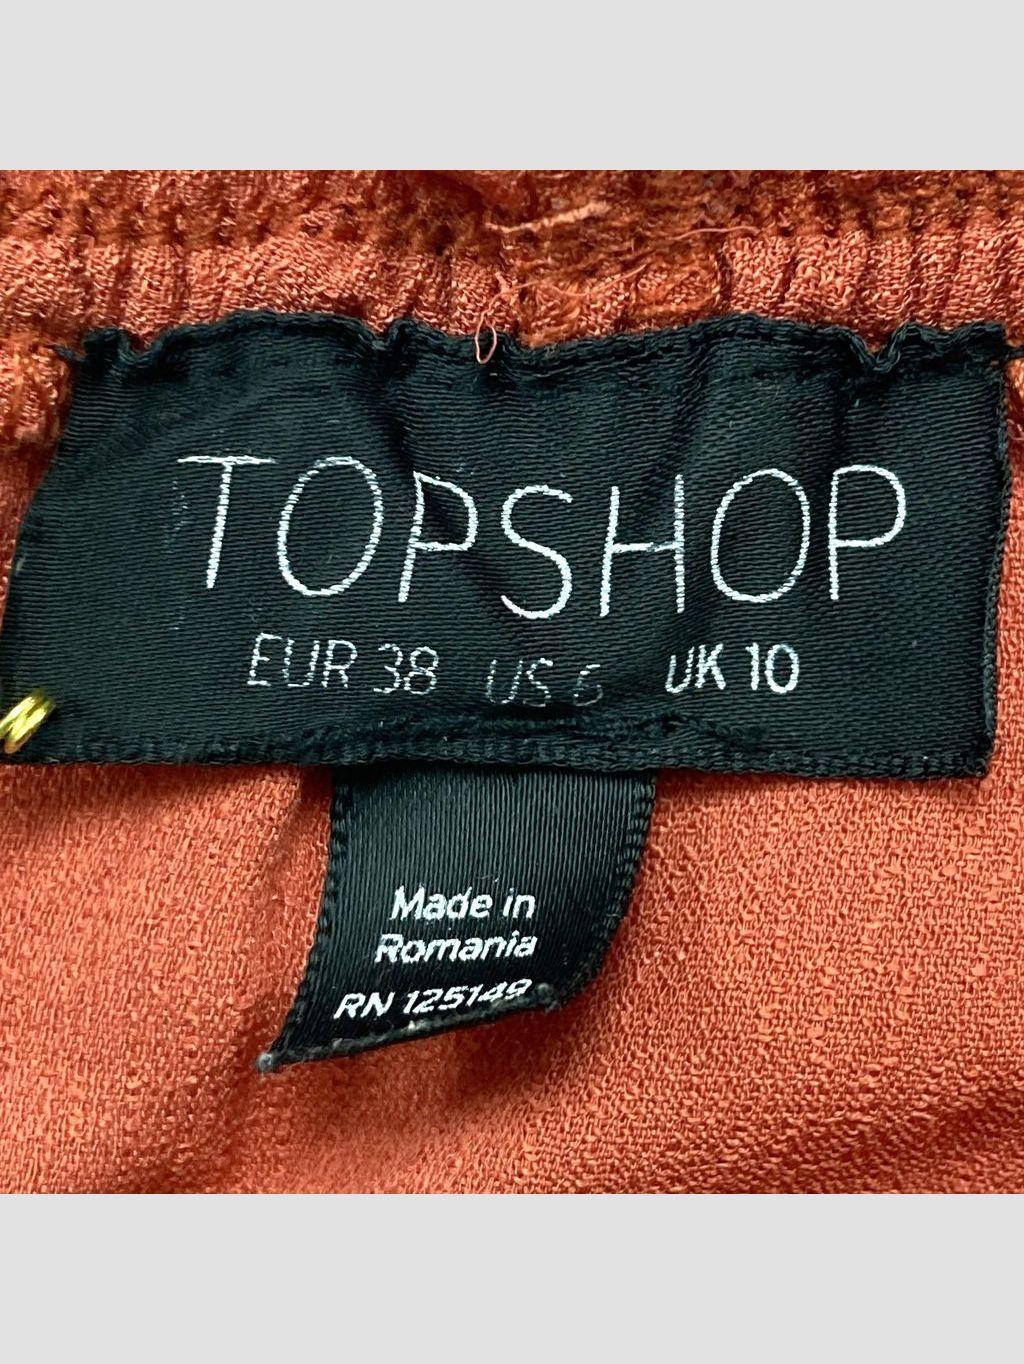 TOPSHOP
EUR 38 US 6 UK 10
Made in
Romania
RN 125149